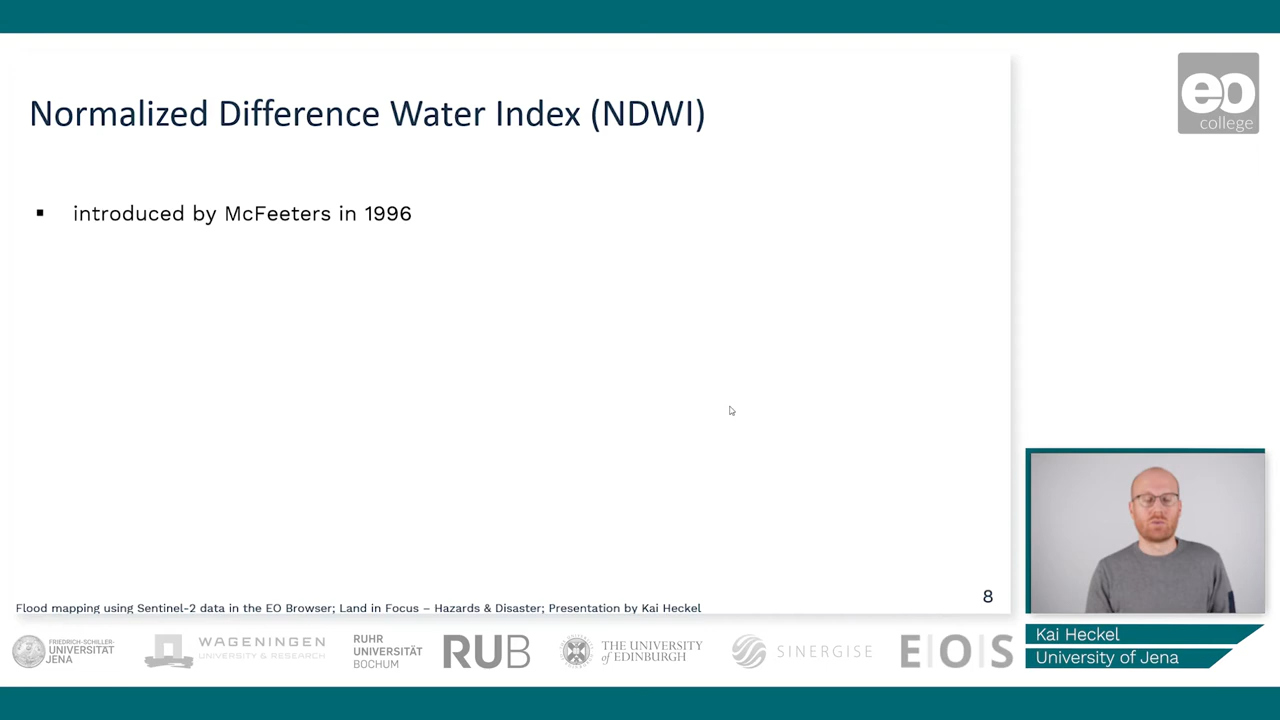 Normalized Difference Water Index (NDWI)
▪ introduced by McFeeters in 1996
8
Flood mapping using Sentinel-2 data in the EO Browser; Land in Focus – Hazards & Disaster; Presentation by Kai Heckel
eo
college
Kai Heckel
University of Jena
FRIEDRICH-SCHILLER-
UNIVERSITÄT
JENA
WAGENINGEN
UNIVERSITY & RESEARCH
RUHR
UNIVERSITÄT
BOCHUM
RUB
THE UNIVERSITY
of EDINBURGH
SINERGISE
E|O|S